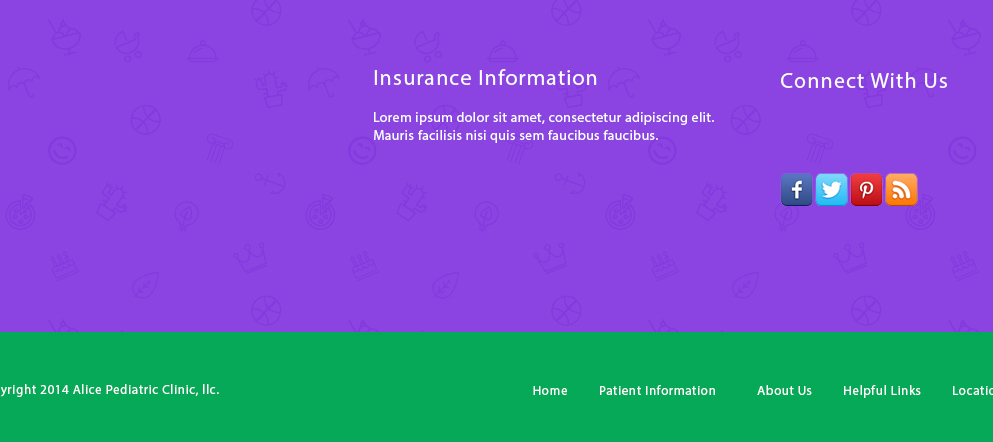 Insurance Information
Connect With Us
Lorem ipsum dolor sit amet, consectetur adipiscing elit.
Mauris facilisis nisi quis sem faucibus faucibus.
yright 2014 Alice Pediatric Clinic, llc.
Home Patient Information About Us Helpful Links Locatio